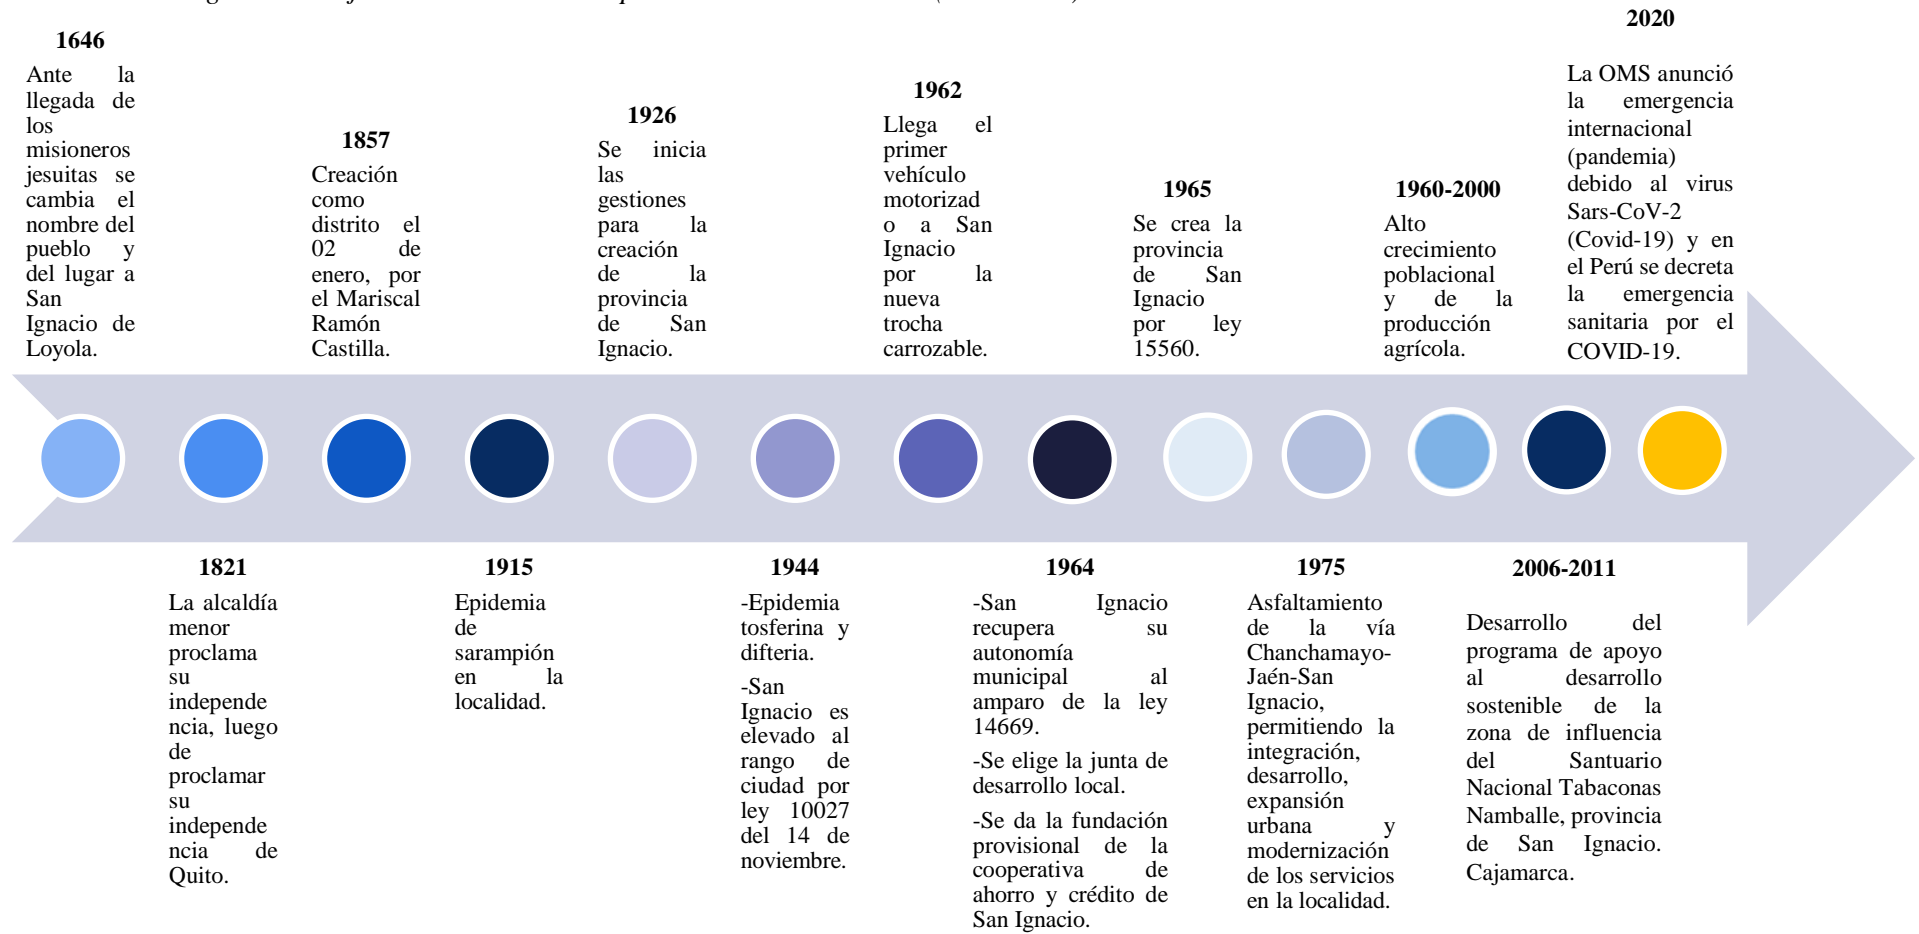 1646
Ante la
llegada de
los
misioneros
jesuitas se
cambia el
nombre del
pueblo y
del lugar a
San
Ignacio de
Loyola.
1821
La alcaldía
menor
proclama
su
independe
ncia, luego
de
proclamar
su
independe
ncia de
Quito.
1857
Creación
como
distrito el
02 de
enero, por
el Mariscal
Ramón
Castilla.
1915
Epidemia
de
sarampión
en la
localidad.
1926
Se inicia
las
gestiones
para la
creación
de la
provincia
de San
Ignacio.
1944
-Epidemia
tosferina y
difteria.
-San
Ignacio es
elevado al
rango de
ciudad por
ley 10027
del 14 de
noviembre.
1962
Llega el
primer
vehículo
motorizad
o a San
Ignacio
por la
nueva
trocha
carrozable.
1964
-San Ignacio
recupera su
autonomía
municipal al
amparo de la ley
14669.
-Se elige la junta de
desarrollo local.
-Se da la fundación
provisional de la
cooperativa de
ahorro y crédito de
San Ignacio.
1965
Se crea la
provincia
de San
Ignacio
por ley
15560.
1975
Asfaltamiento
de la vía
Chanchamayo-
Jaén-San
Ignacio,
permitiendo la
integración,
desarrollo,
expansión
urbana y
modernización
de los servicios
en la localidad.
1960-2000
Alto
crecimiento
poblacional
y de la
producción
agrícola.
2006-2011
Desarrollo del
programa de apoyo
al desarrollo
sostenible de la
zona de influencia
del Santuario
Nacional Tabaconas
Namballe, provincia
de San Ignacio.
Cajamarca.
2020
La OMS anunció
la emergencia
internacional
(pandemia)
debido al virus
Sars-CoV-2
(Covid-19) y en
el Perú se decreta
la emergencia
sanitaria por el
COVID-19.